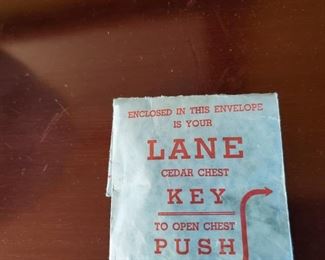 ENCLOSED IN THIS ENVELOPE
IS YOUR
LANE
CEDAR CHEST
KEY
TO OPEN CHEST
PUSH